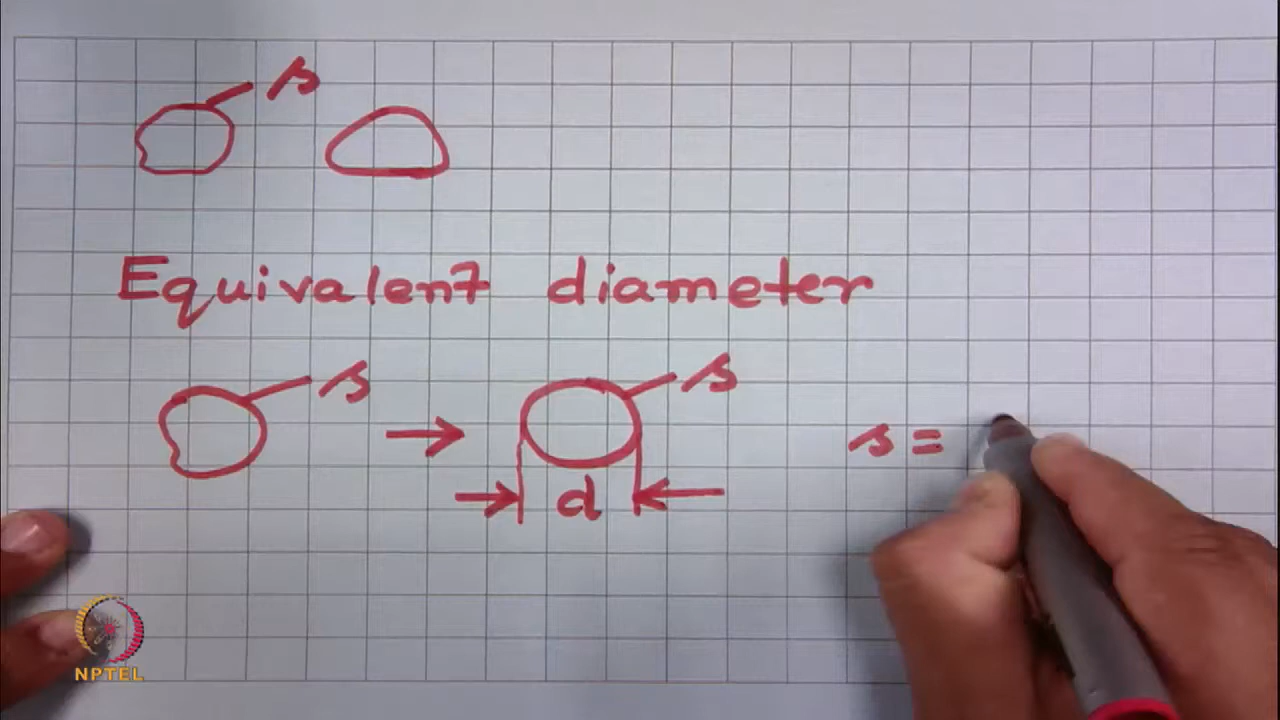 s
Equivalent diameter
s → s s =
d
NPTEL